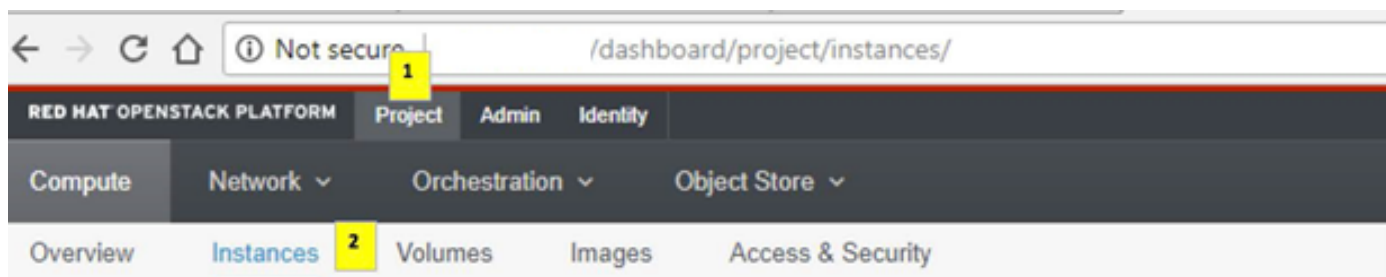 Not secure /dashboard/project/instances/
1
RED HAT OPENSTACK PLATFORM Project Admin Identity
Compute Network Orchestration Object Store
Overview Instances 2 Volumes Images Access & Security